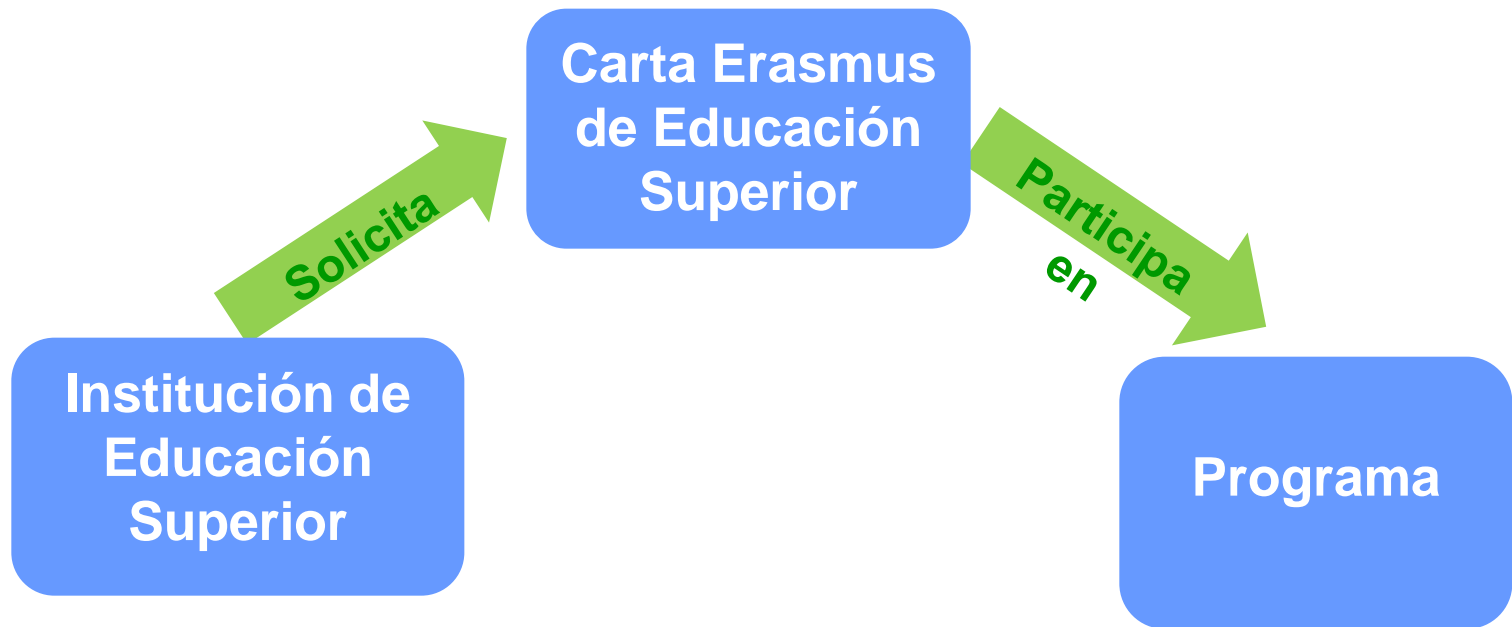 Carta Erasmus
de Educación
Superior
Solicita
Participa
en
Institución de
Educación
Superior
Programa